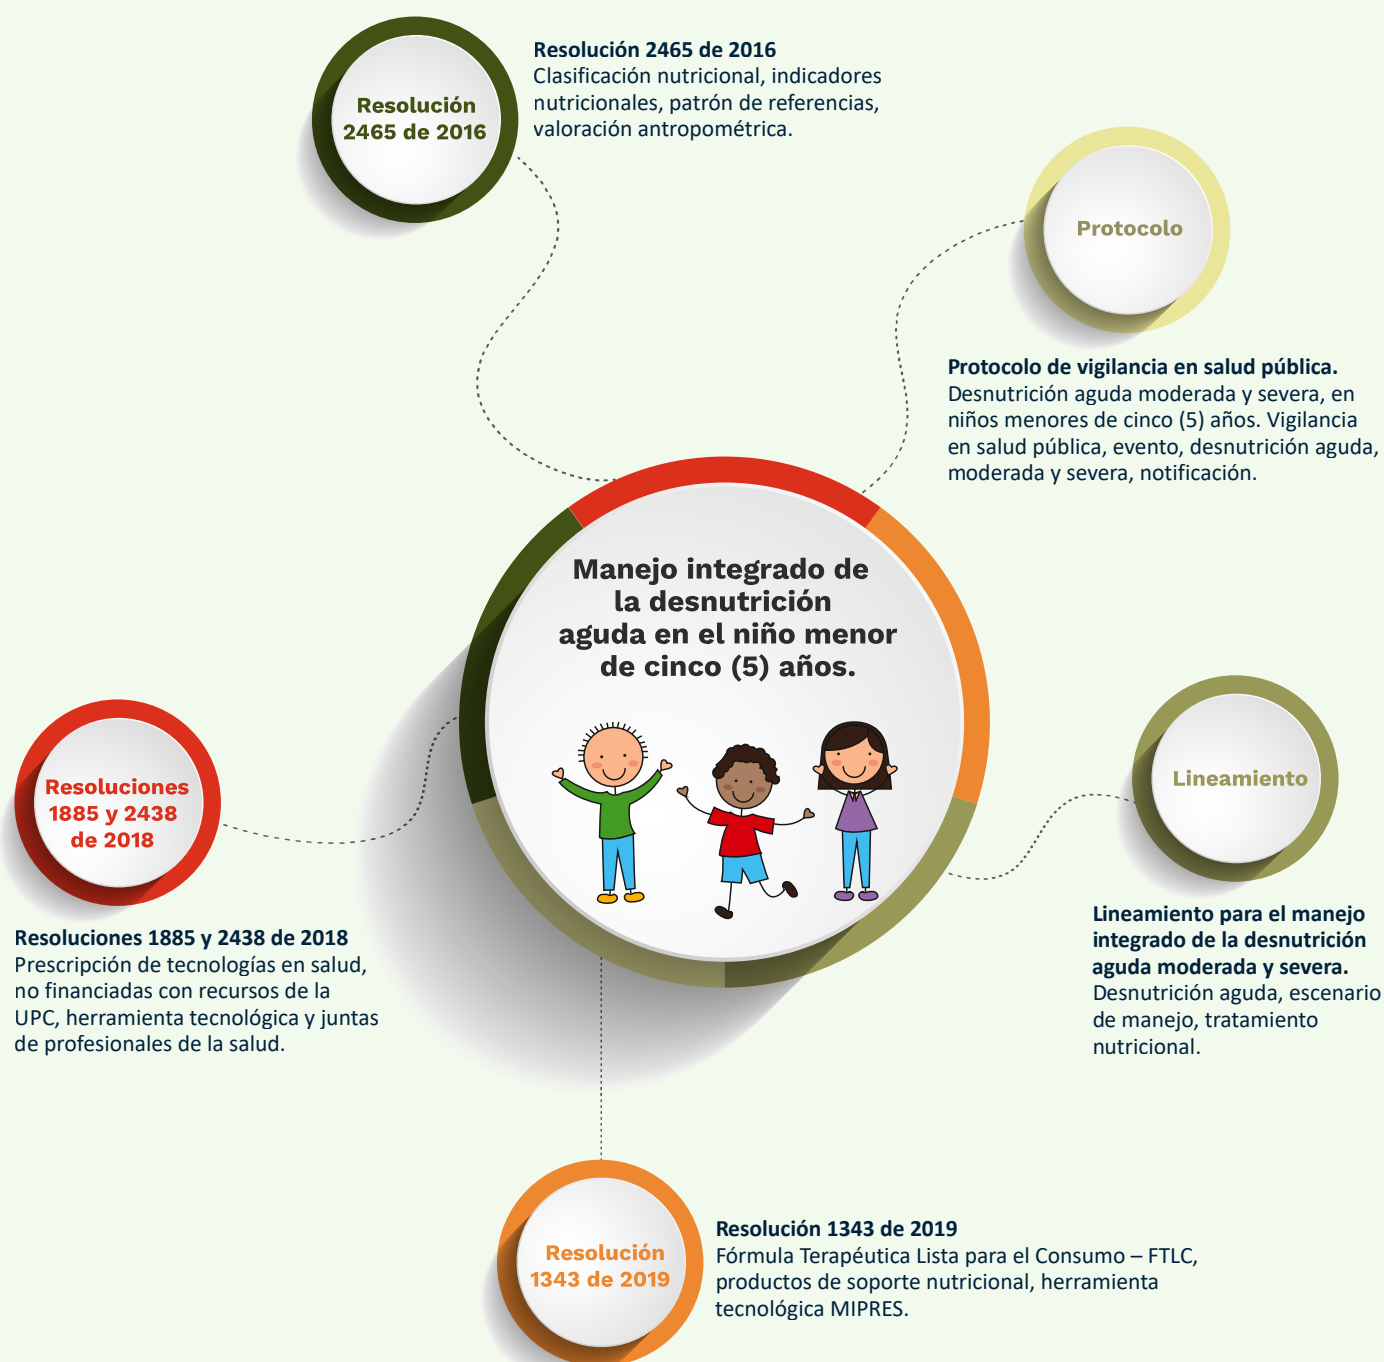 Resolución
2465 de 2016
Resolución 2465 de 2016
Clasificación nutricional, indicadores
nutricionales, patrón de referencias,
valoración antropométrica.
Protocolo
Protocolo de vigilancia en salud pública.
Desnutrición aguda moderada y severa, en
niños menores de cinco (5) años. Vigilancia
en salud pública, evento, desnutrición aguda,
moderada y severa, notificación.
Manejo integrado de
la desnutrición
aguda en el niño menor
de cinco (5) años.
Resoluciones
1885 y 2438
de 2018
Resoluciones 1885 y 2438 de 2018
Prescripción de tecnologías en salud,
no financiadas con recursos de la
UPC, herramienta tecnológica y juntas
de profesionales de la salud.
Lineamiento
Lineamiento para el manejo
integrado de la desnutrición
aguda moderada y severa.
Desnutrición aguda, escenario
de manejo, tratamiento
nutricional.
Resolución
1343 de 2019
Resolución 1343 de 2019
Fórmula Terapéutica Lista para el Consumo – FTLC,
productos de soporte nutricional, herramienta
tecnológica MIPRES.